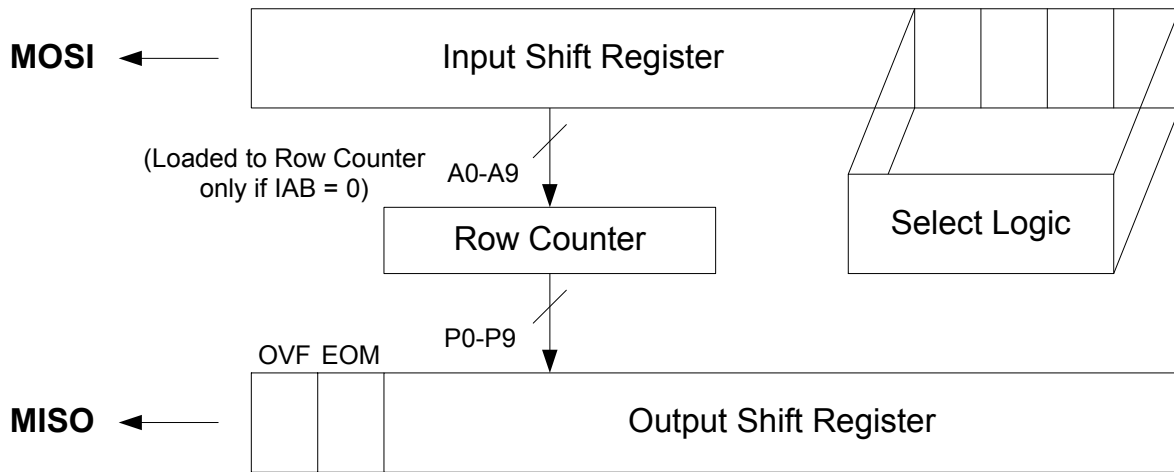 MOSI
Input Shift Register
(Loaded to Row Counter
only if IAB = 0)
A0-A9
Row Counter
Select Logic
P0-P9
OVF EOM
MISO
Output Shift Register